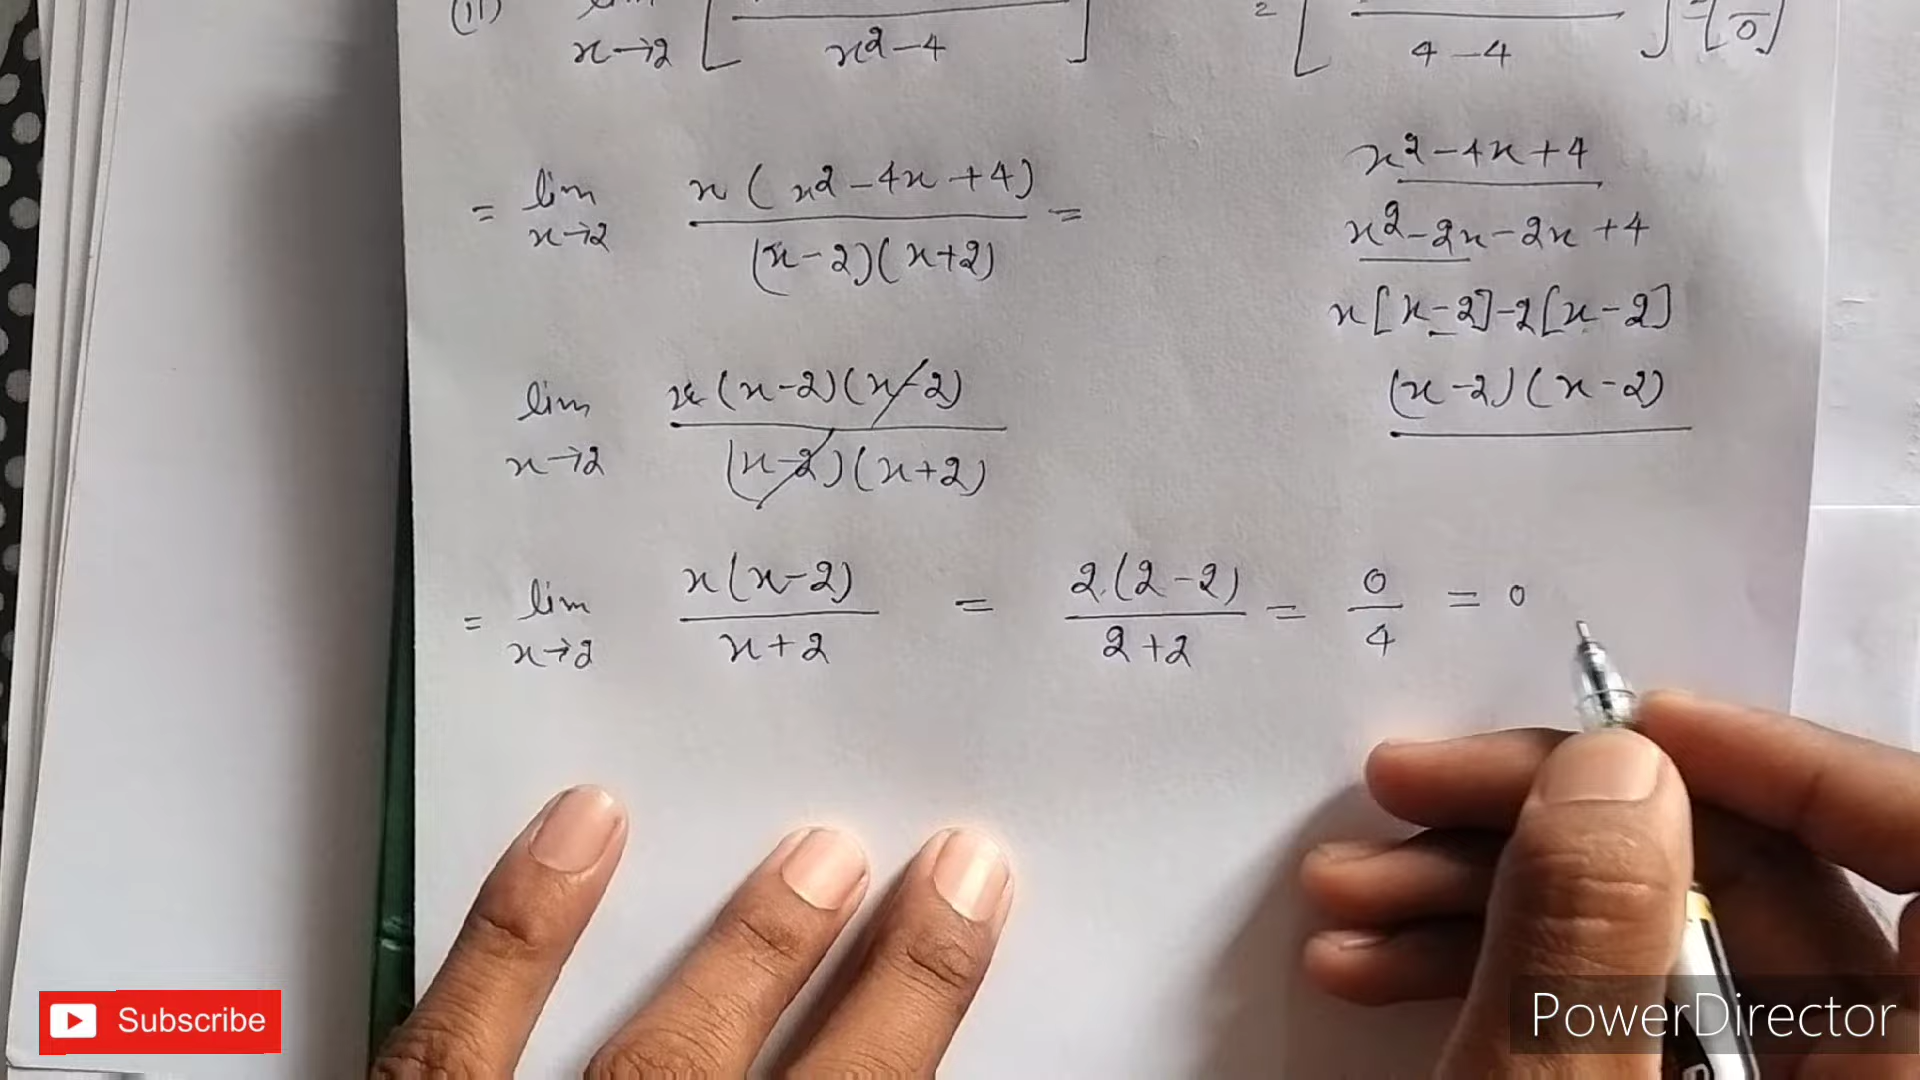 (ii) lim x→2 [ / x² - 4 ] = [ / 4 - 4 ] = [ / 0 ]
= lim x→2 x(x² - 4x + 4) / (x-2)(x+2) =
x² - 4x + 4
x² - 2x - 2x + 4
x[x-2] - 2[x-2]
(x-2)(x-2)
lim x→2 x(x-2)(x-2) / (x-2)(x+2)
= lim x→2 x(x-2) / x+2 = 2.(2-2) / 2+2 = 0/4 = 0
Subscribe
PowerDirector